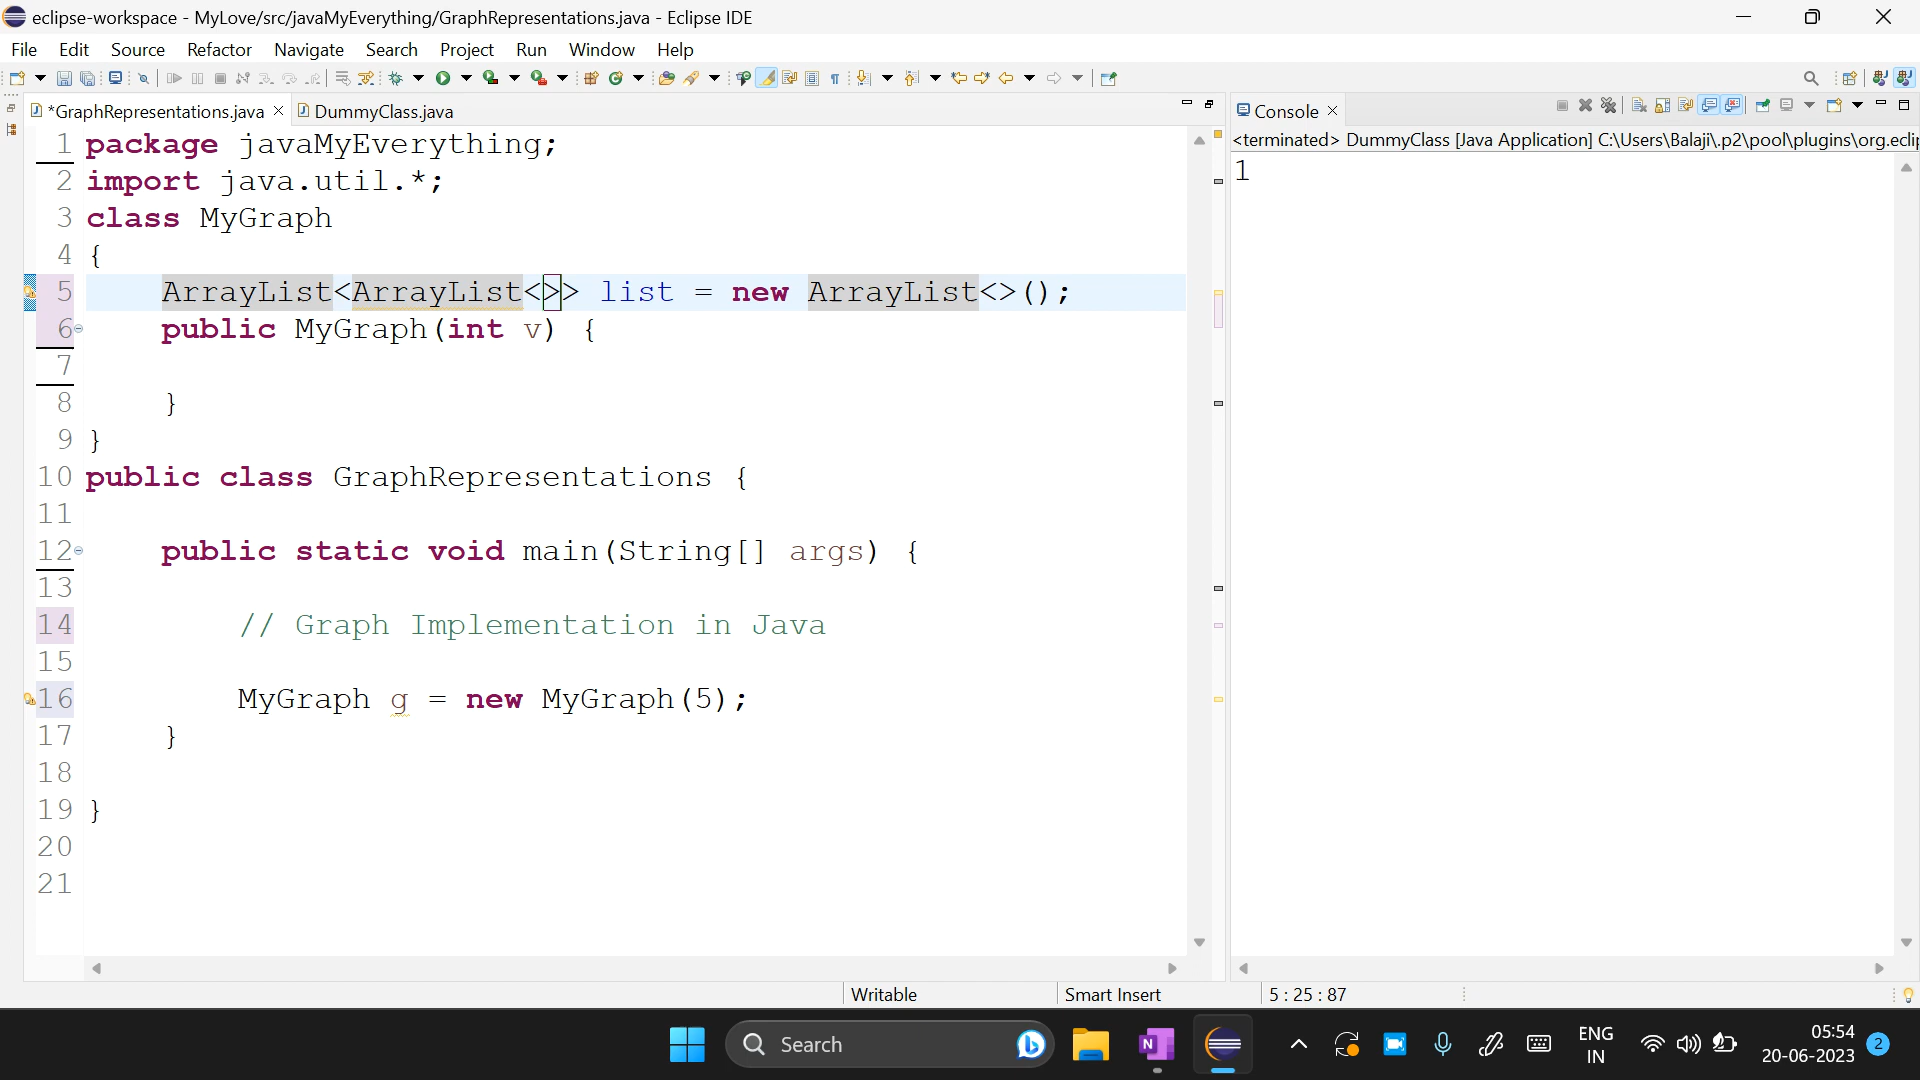 eclipse-workspace - MyLove/src/javaMyEverything/GraphRepresentations.java - Eclipse IDE
File Edit Source Refactor Navigate Search Project Run Window Help
*GraphRepresentations.java DummyClass.java
1 package javaMyEverything;
2 import java.util.*;
3 class MyGraph
4 {
5 ArrayList<ArrayList<>> list = new ArrayList<>();
6 public MyGraph(int v) {
7
8 }
9 }
10 public class GraphRepresentations {
11
12 public static void main(String[] args) {
13
14 // Graph Implementation in Java
15
16 MyGraph g = new MyGraph(5);
17 }
18
19 }
20
21
Console
<terminated> DummyClass [Java Application] C:\Users\Balaji\.p2\pool\plugins\org.eclip
1
Writable Smart Insert 5 : 25 : 87
Search
N
ENG
IN
05:54
20-06-2023
2